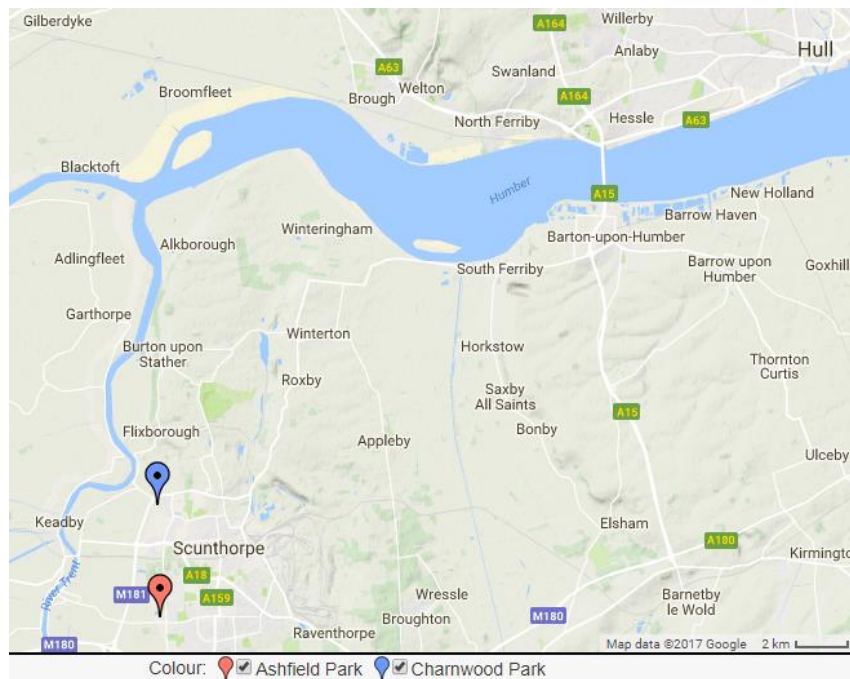 Gilberdyke
A164
Willerby
Anlaby
Hull
A63
Swanland
Welton
Broomfleet
Brough
A164
North Ferriby
Hessle
A63
Blacktoft
Humber
A15
New Holland
Barrow Haven
Winteringham
Alkborough
Barton-upon-Humber
Adlingfleet
South Ferriby
Barrow upon
Humber
Goxhill
Garthorpe
Winterton
Burton upon
Stather
Horkstow
Thornton
Curtis
Roxby
Saxby
All Saints
A15
Bonby
Flixborough
Appleby
Ulceby
Keadby
Elsham
Scunthorpe
A180
Kirmington
River Trent
A18
M181
A159
Wressle
Barnetby
le Wold
Broughton
M180
Raventhorpe
M180
Map data ©2017 Google 2 km
Colour: Ashfield Park Charnwood Park